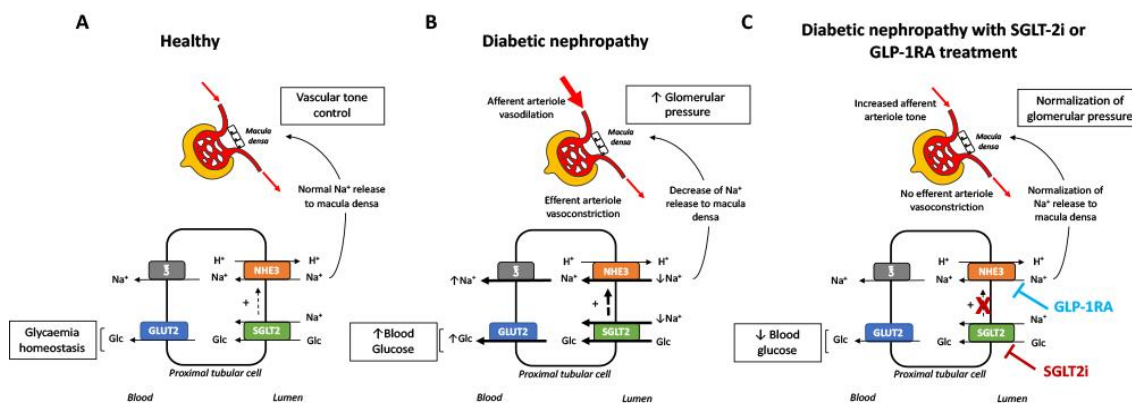 A
Healthy
Vascular tone
control
Macula
densa
Normal Na⁺ release
to macula densa
H⁺
H⁺
Na⁺
Na⁺
NHE3
Na⁺
+
Na⁺
Glycaemia
homeostasis
GLUT2
SGLT2
Glc
Glc
Proximal tubular cell
Blood
Lumen
B
Diabetic nephropathy
Afferent arteriole
vasodilation
↑ Glomerular
pressure
Macula
densa
Efferent arteriole
vasoconstriction
Decrease of Na⁺
release to macula
densa
H⁺
H⁺
↑Na⁺
Na⁺
NHE3
↓Na⁺
+
↓Na⁺
↑Blood
Glucose
GLUT2
SGLT2
↑Glc
Glc
Glc
Proximal tubular cell
Blood
Lumen
C
Diabetic nephropathy with SGLT-2i or
GLP-1RA treatment
Increased afferent
arteriole tone
Normalization of
glomerular pressure
Macula
densa
No efferent arteriole
vasoconstriction
Normalization of
Na⁺ release to
macula densa
H⁺
H⁺
Na⁺
Na⁺
NHE3
Na⁺
+
X
GLP-1RA
Na⁺
↓ Blood
glucose
GLUT2
SGLT2
Glc
Glc
Glc
SGLT2i
Proximal tubular cell
Blood
Lumen